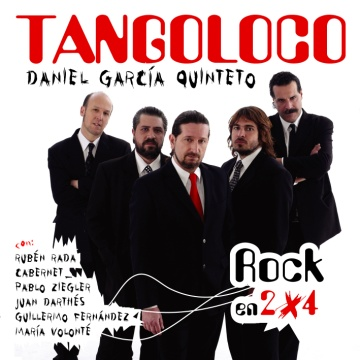 TANGOLOCO
DANIEL GARCÍA QUINTETO
con:
RUBÉN RADA
CABERNET
PABLO ZIEGLER
JUAN DARTHÉS
GUILLERMO FERNÁNDEZ
MARÍA VOLONTÉ
Rock
en 2x4